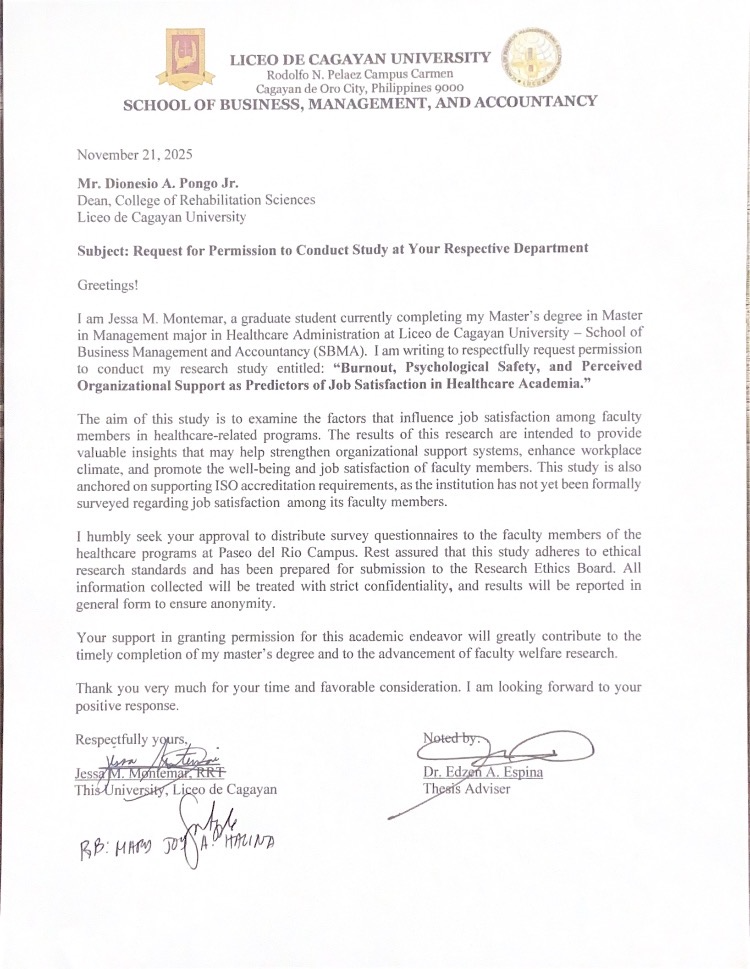 LICEO DE CAGAYAN UNIVERSITY
Rodolfo N. Pelaez Campus Carmen
Cagayan de Oro City, Philippines 9000
SCHOOL OF BUSINESS, MANAGEMENT, AND ACCOUNTANCY
November 21, 2025
Mr. Dionesio A. Pongo Jr.
Dean, College of Rehabilitation Sciences
Liceo de Cagayan University
Subject: Request for Permission to Conduct Study at Your Respective Department
Greetings!
I am Jessa M. Montemar, a graduate student currently completing my Master's degree in Master
in Management major in Healthcare Administration at Liceo de Cagayan University – School of
Business Management and Accountancy (SBMA). I am writing to respectfully request permission
to conduct my research study entitled: “Burnout, Psychological Safety, and Perceived
Organizational Support as Predictors of Job Satisfaction in Healthcare Academia.”
The aim of this study is to examine the factors that influence job satisfaction among faculty
members in healthcare-related programs. The results of this research are intended to provide
valuable insights that may help strengthen organizational support systems, enhance workplace
climate, and promote the well-being and job satisfaction of faculty members. This study is also
anchored on supporting ISO accreditation requirements, as the institution has not yet been formally
surveyed regarding job satisfaction among its faculty members.
I humbly seek your approval to distribute survey questionnaires to the faculty members of the
healthcare programs at Paseo del Rio Campus. Rest assured that this study adheres to ethical
research standards and has been prepared for submission to the Research Ethics Board. All
information collected will be treated with strict confidentiality, and results will be reported in
general form to ensure anonymity.
Your support in granting permission for this academic endeavor will greatly contribute to the
timely completion of my master's degree and to the advancement of faculty welfare research.
Thank you very much for your time and favorable consideration. I am looking forward to your
positive response.
Respectfully yours,
Jessa M. Montemar, RRT
This University, Liceo de Cagayan
Noted by:
Dr. Edzen A. Espina
Thesis Adviser
RB: MARY JOY A. HALINA